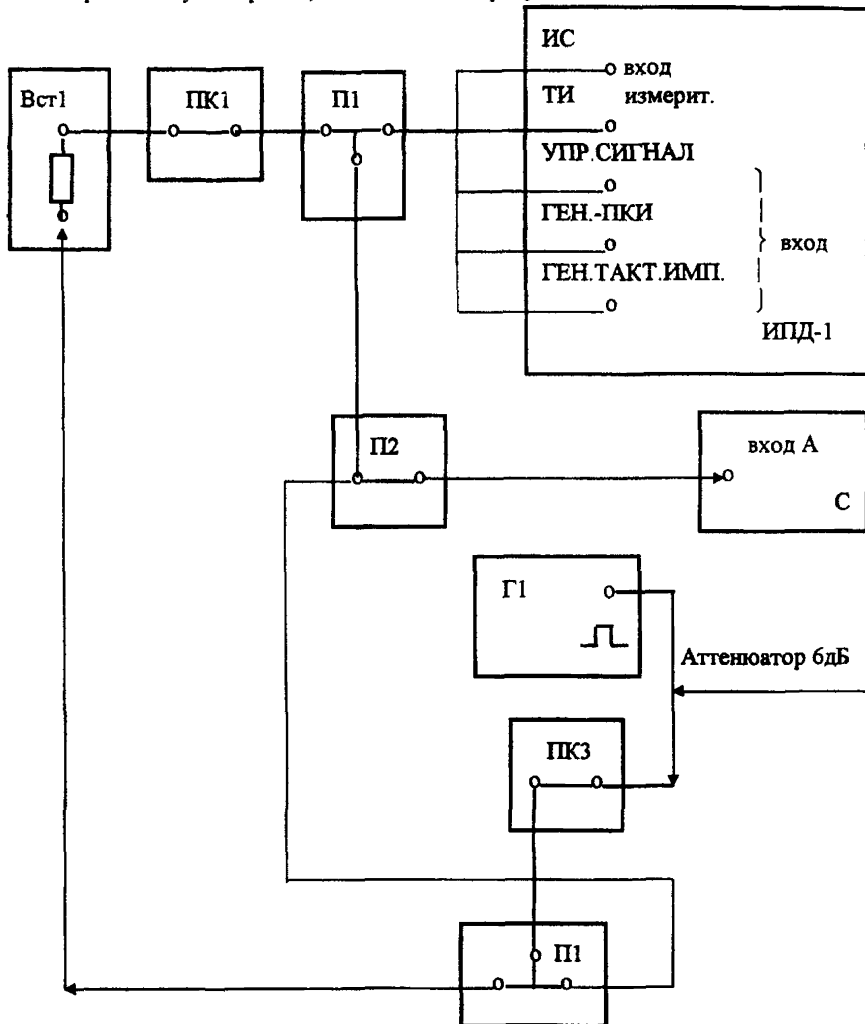 ИС
вход
ТИ измерит.
УПР.СИГНАЛ
ГЕН.-ПКИ
вход
ГЕН.ТАКТ.ИМП.
ИПД-1
Вст1
ПК1
П1
П2
вход А
С
Г1
Аттенюатор 6дБ
ПК3
П1